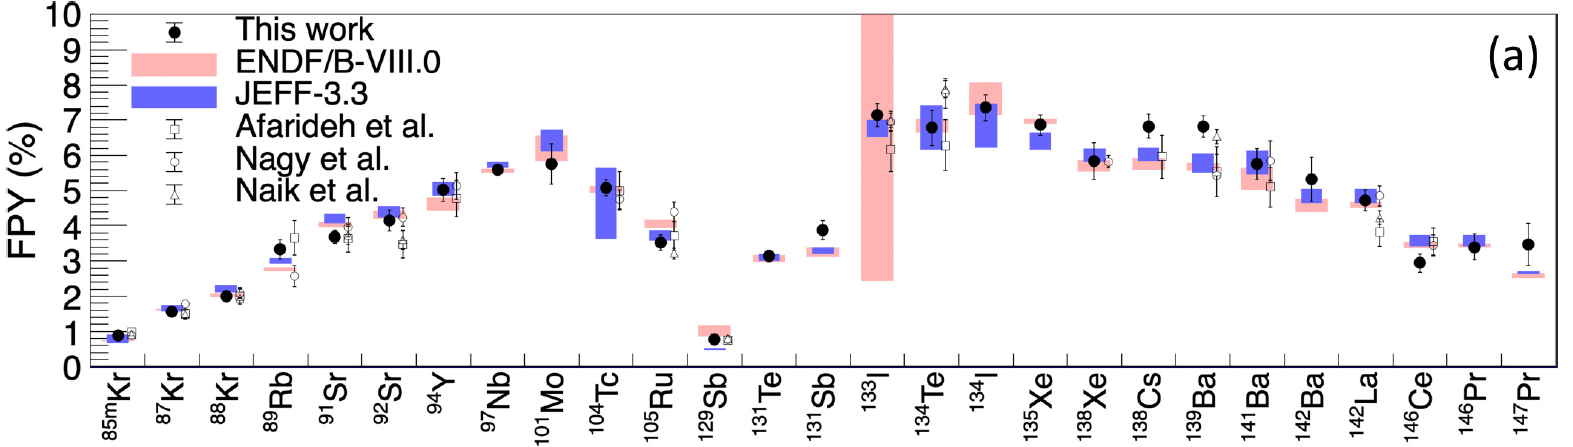 10
9
8
7
6
5
4
3
2
1
0
FPY (%)
This work
ENDF/B-VIII.0
JEFF-3.3
Afarideh et al.
Nagy et al.
Naik et al.
(a)
85mKr
87Kr
88Kr
89Rb
91Sr
92Sr
94Y
97Nb
101Mo
104Tc
105Ru
129Sb
131Te
131Sb
133I
134Te
134I
135Xe
138Xe
138Cs
139Ba
141Ba
142Ba
142La
146Ce
146Pr
147Pr